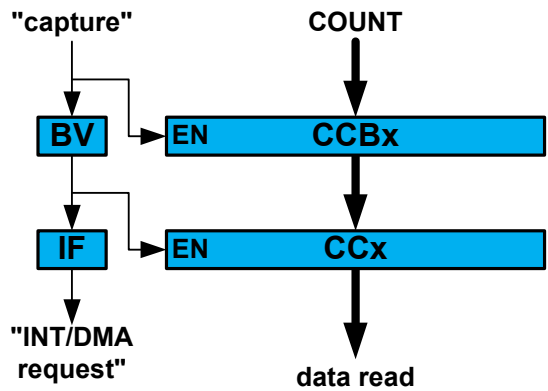 "capture"
COUNT
BV
EN
CCBx
IF
EN
CCx
"INT/DMA
request"
data read